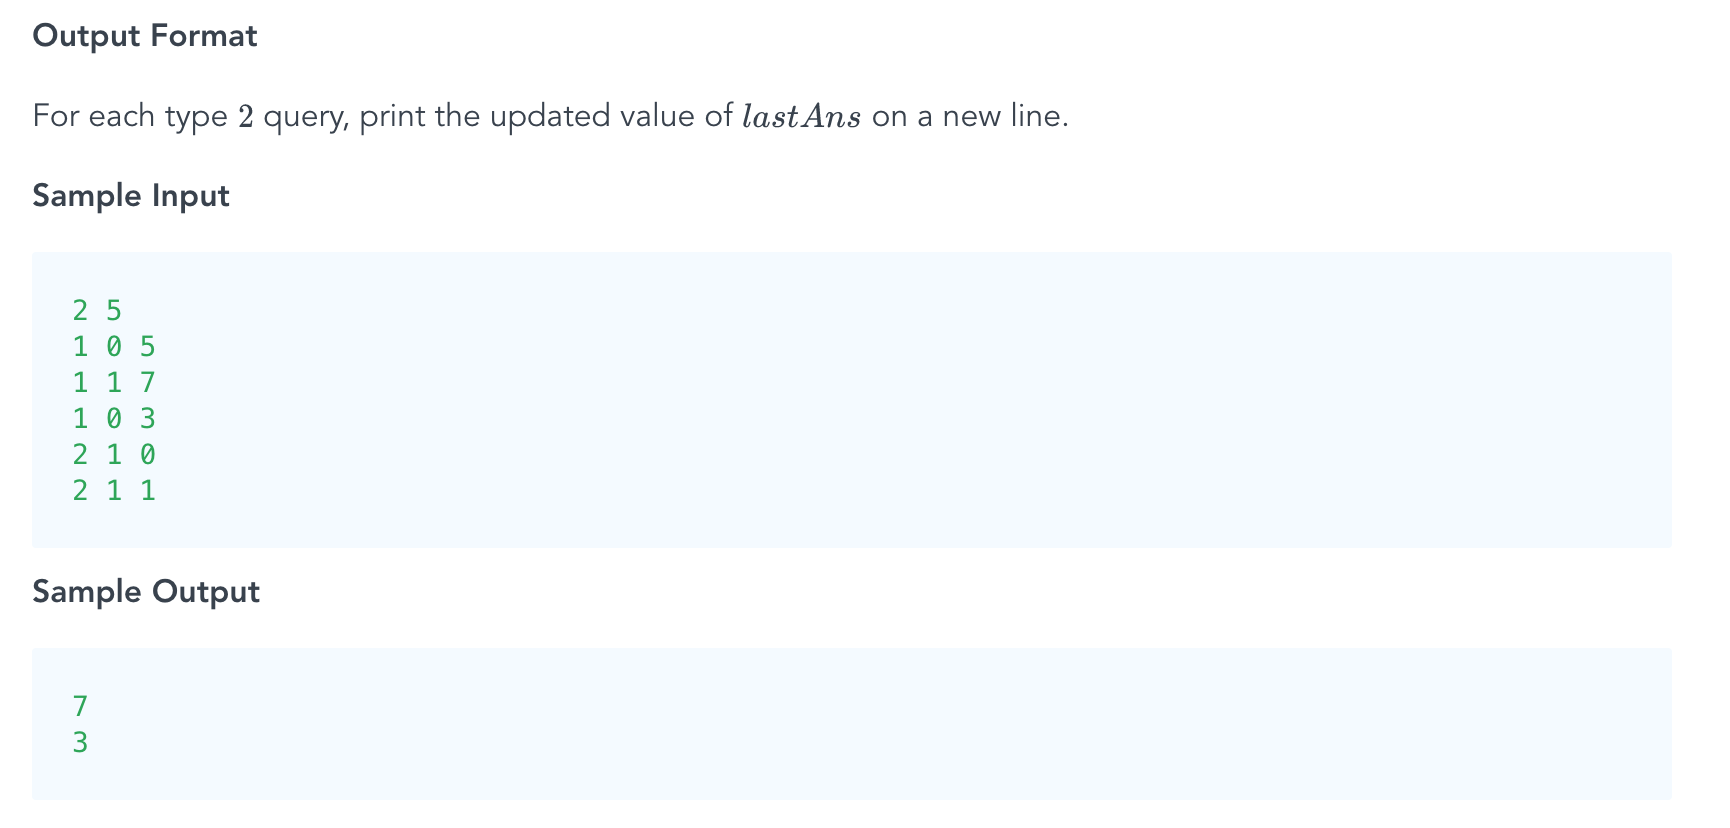 Output Format
For each type 2 query, print the updated value of lastAns on a new line.
Sample Input
2 5
1 0 5
1 1 7
1 0 3
2 1 0
2 1 1
Sample Output
7
3